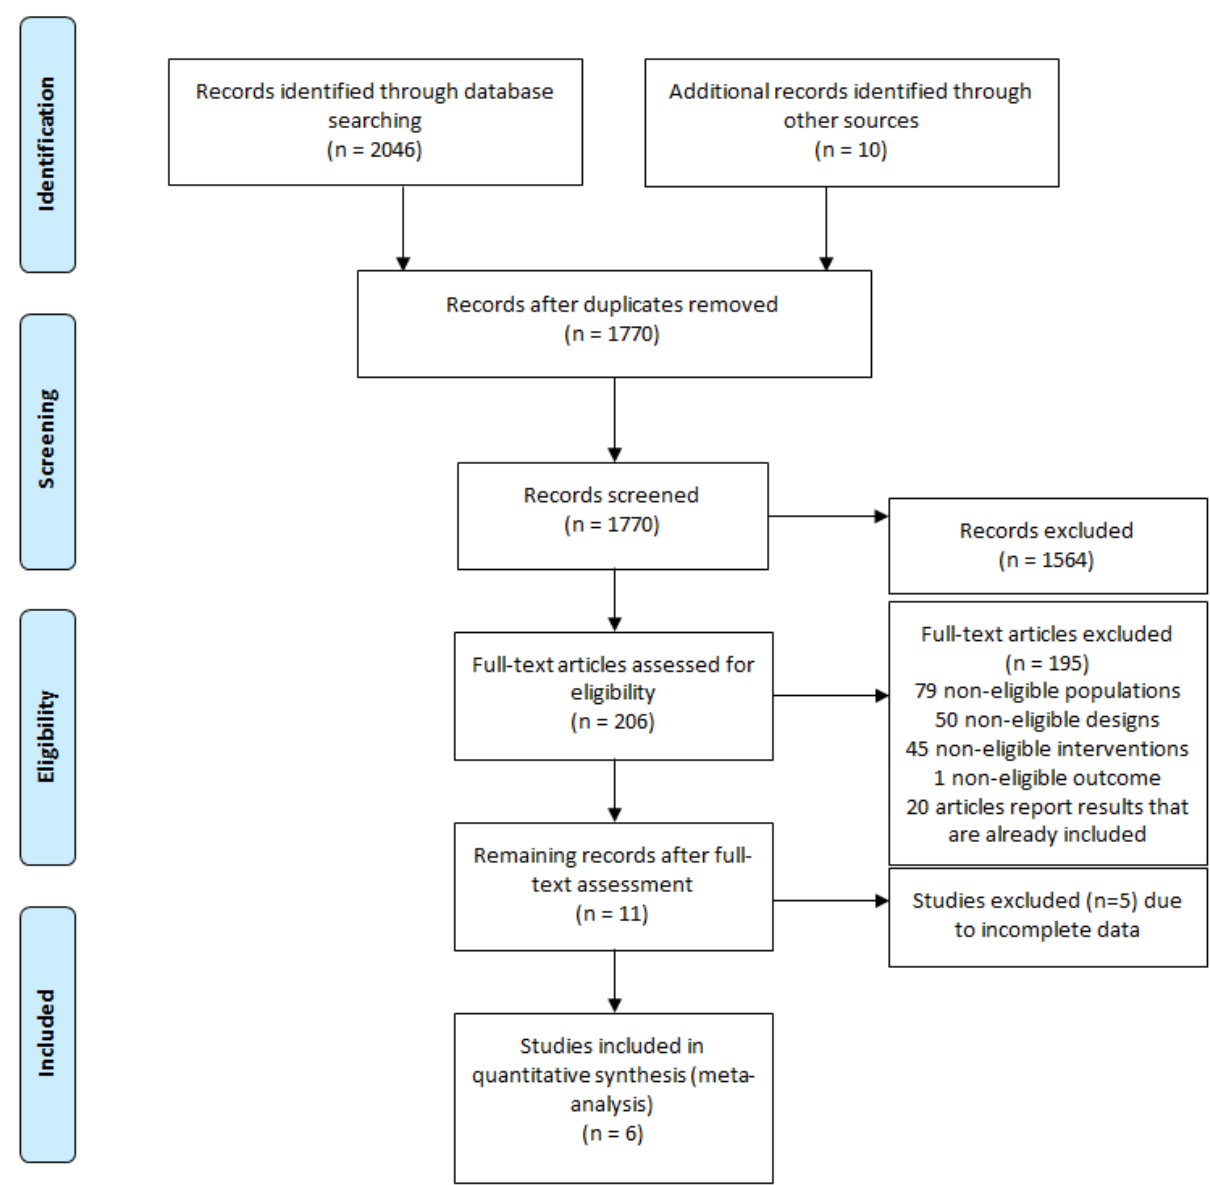 Identification
Records identified through database
searching
(n = 2046)
Additional records identified through
other sources
(n = 10)
Records after duplicates removed
(n = 1770)
Screening
Records screened
(n = 1770)
Records excluded
(n = 1564)
Eligibility
Full-text articles assessed for
eligibility
(n = 206)
Full-text articles excluded
(n = 195)
79 non-eligible populations
50 non-eligible designs
45 non-eligible interventions
1 non-eligible outcome
20 articles report results that
are already included
Remaining records after full-
text assessment
(n = 11)
Studies excluded (n=5) due
to incomplete data
Included
Studies included in
quantitative synthesis (meta-
analysis)
(n = 6)